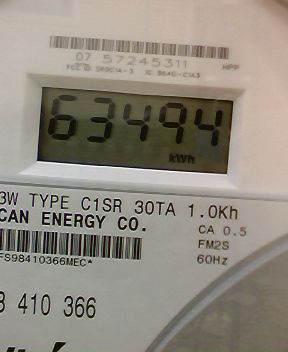 07 57245311
HPP
63494
kWh
3W TYPE C1SR 30TA 1.0Kh
CAN ENERGY CO.
CA 0.5
FM2S
FS98410366MEC*
60Hz
3 410 366